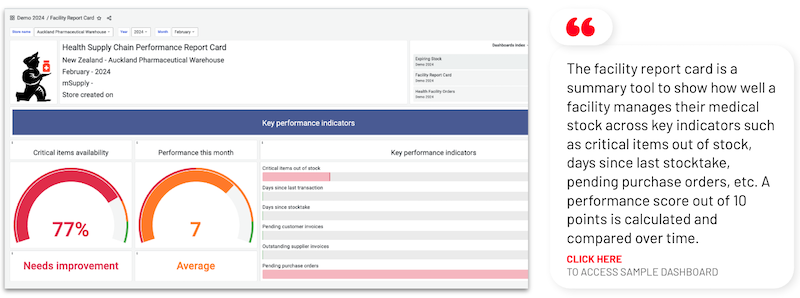 Demo 2024 / Facility Report Card
Store name Auckland Pharmaceutical Warehouse Year 2024 Month February
Health Supply Chain Performance Report Card
New Zealand - Auckland Pharmaceutical Warehouse
February - 2024
mSupply -
Store created on
Dashboards Index
Expiring Stock
Demo 2024
Facility Report Card
Demo 2024
Health Facility Orders
Demo 2024
Key performance indicators
Critical items availability
77%
Needs improvement
Performance this month
7
Average
Key performance indicators
Critical items out of stock
Days since last transaction
Days since stocktake
Pending customer invoices
Outstanding supplier invoices
Pending purchase orders
The facility report card is a
summary tool to show how well a
facility manages their medical
stock across key indicators such
as critical items out of stock,
days since last stocktake,
pending purchase orders, etc. A
performance score out of 10
points is calculated and
compared over time.
CLICK HERE
TO ACCESS SAMPLE DASHBOARD